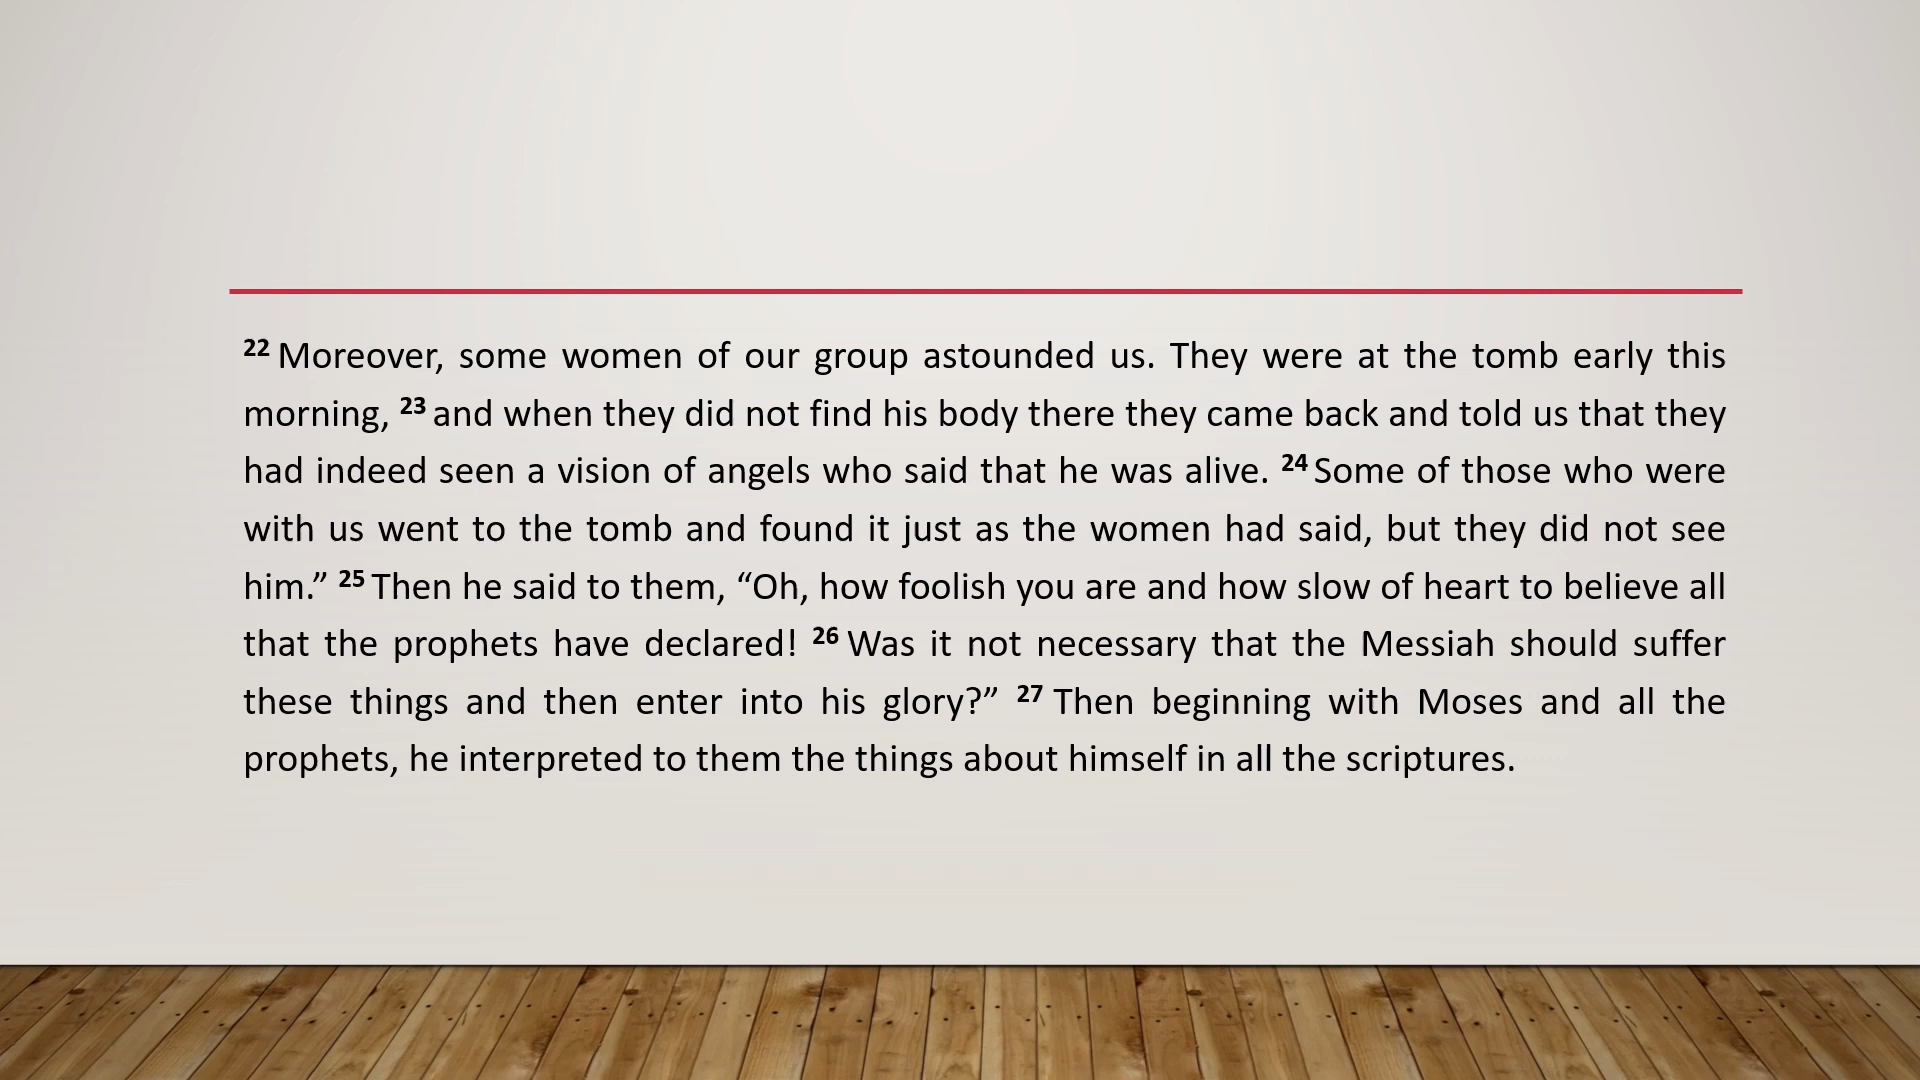 22 Moreover, some women of our group astounded us. They were at the tomb early this
morning, 23 and when they did not find his body there they came back and told us that they
had indeed seen a vision of angels who said that he was alive. 24 Some of those who were
with us went to the tomb and found it just as the women had said, but they did not see
him.” 25 Then he said to them, “Oh, how foolish you are and how slow of heart to believe all
that the prophets have declared! 26 Was it not necessary that the Messiah should suffer
these things and then enter into his glory?” 27 Then beginning with Moses and all the
prophets, he interpreted to them the things about himself in all the scriptures.